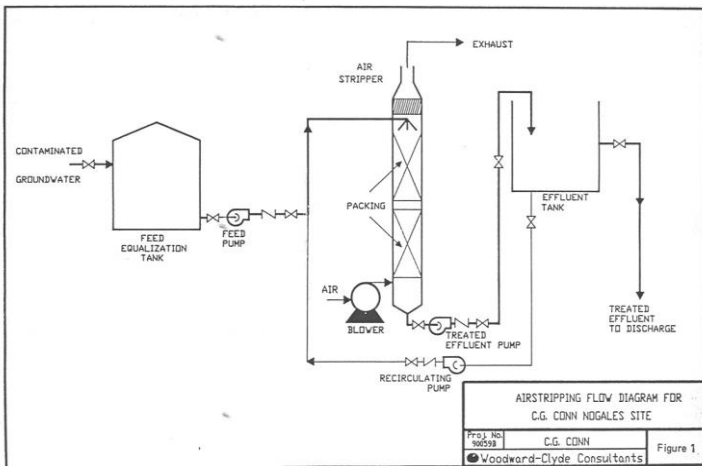 EXHAUST
AIR
STRIPPER
CONTAMINATED
GROUNDWATER
PACKING
EFFLUENT
TANK
FEED
EQUALIZATION
TANK
FEED
PUMP
AIR
BLOWER
TREATED
EFFLUENT PUMP
TREATED
EFFLUENT
TO DISCHARGE
RECIRCULATING
PUMP
AIRSTRIPPING FLOW DIAGRAM FOR
C.G. CONN NOGALES SITE
Proj. No.
90059B
C.G. CONN
Woodward-Clyde Consultants
Figure 1